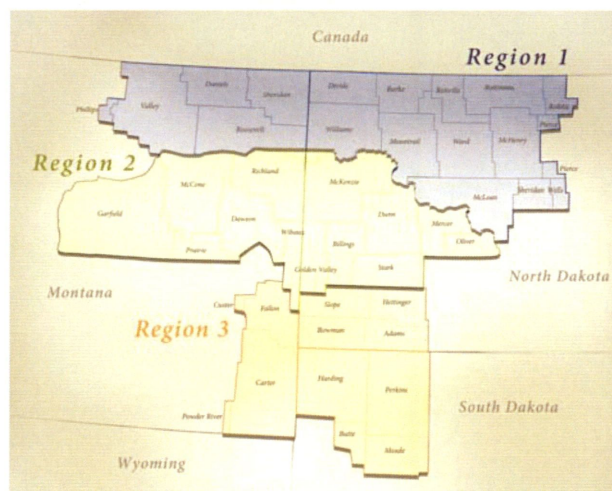 Canada
Region 1
Daniels
Sheridan
Divide
Burke
Renville
Bottineau
Rolette
Phillips
Valley
Roosevelt
Williams
Mountrail
Ward
McHenry
Pierce
Region 2
McCone
Richland
McKenzie
McLean
Sheridan
Wells
Garfield
Dawson
Wibaux
Dunn
Mercer
Oliver
Prairie
Billings
Golden Valley
Stark
North Dakota
Montana
Custer
Fallon
Slope
Hettinger
Region 3
Bowman
Adams
Carter
Harding
Perkins
South Dakota
Powder River
Butte
Meade
Wyoming